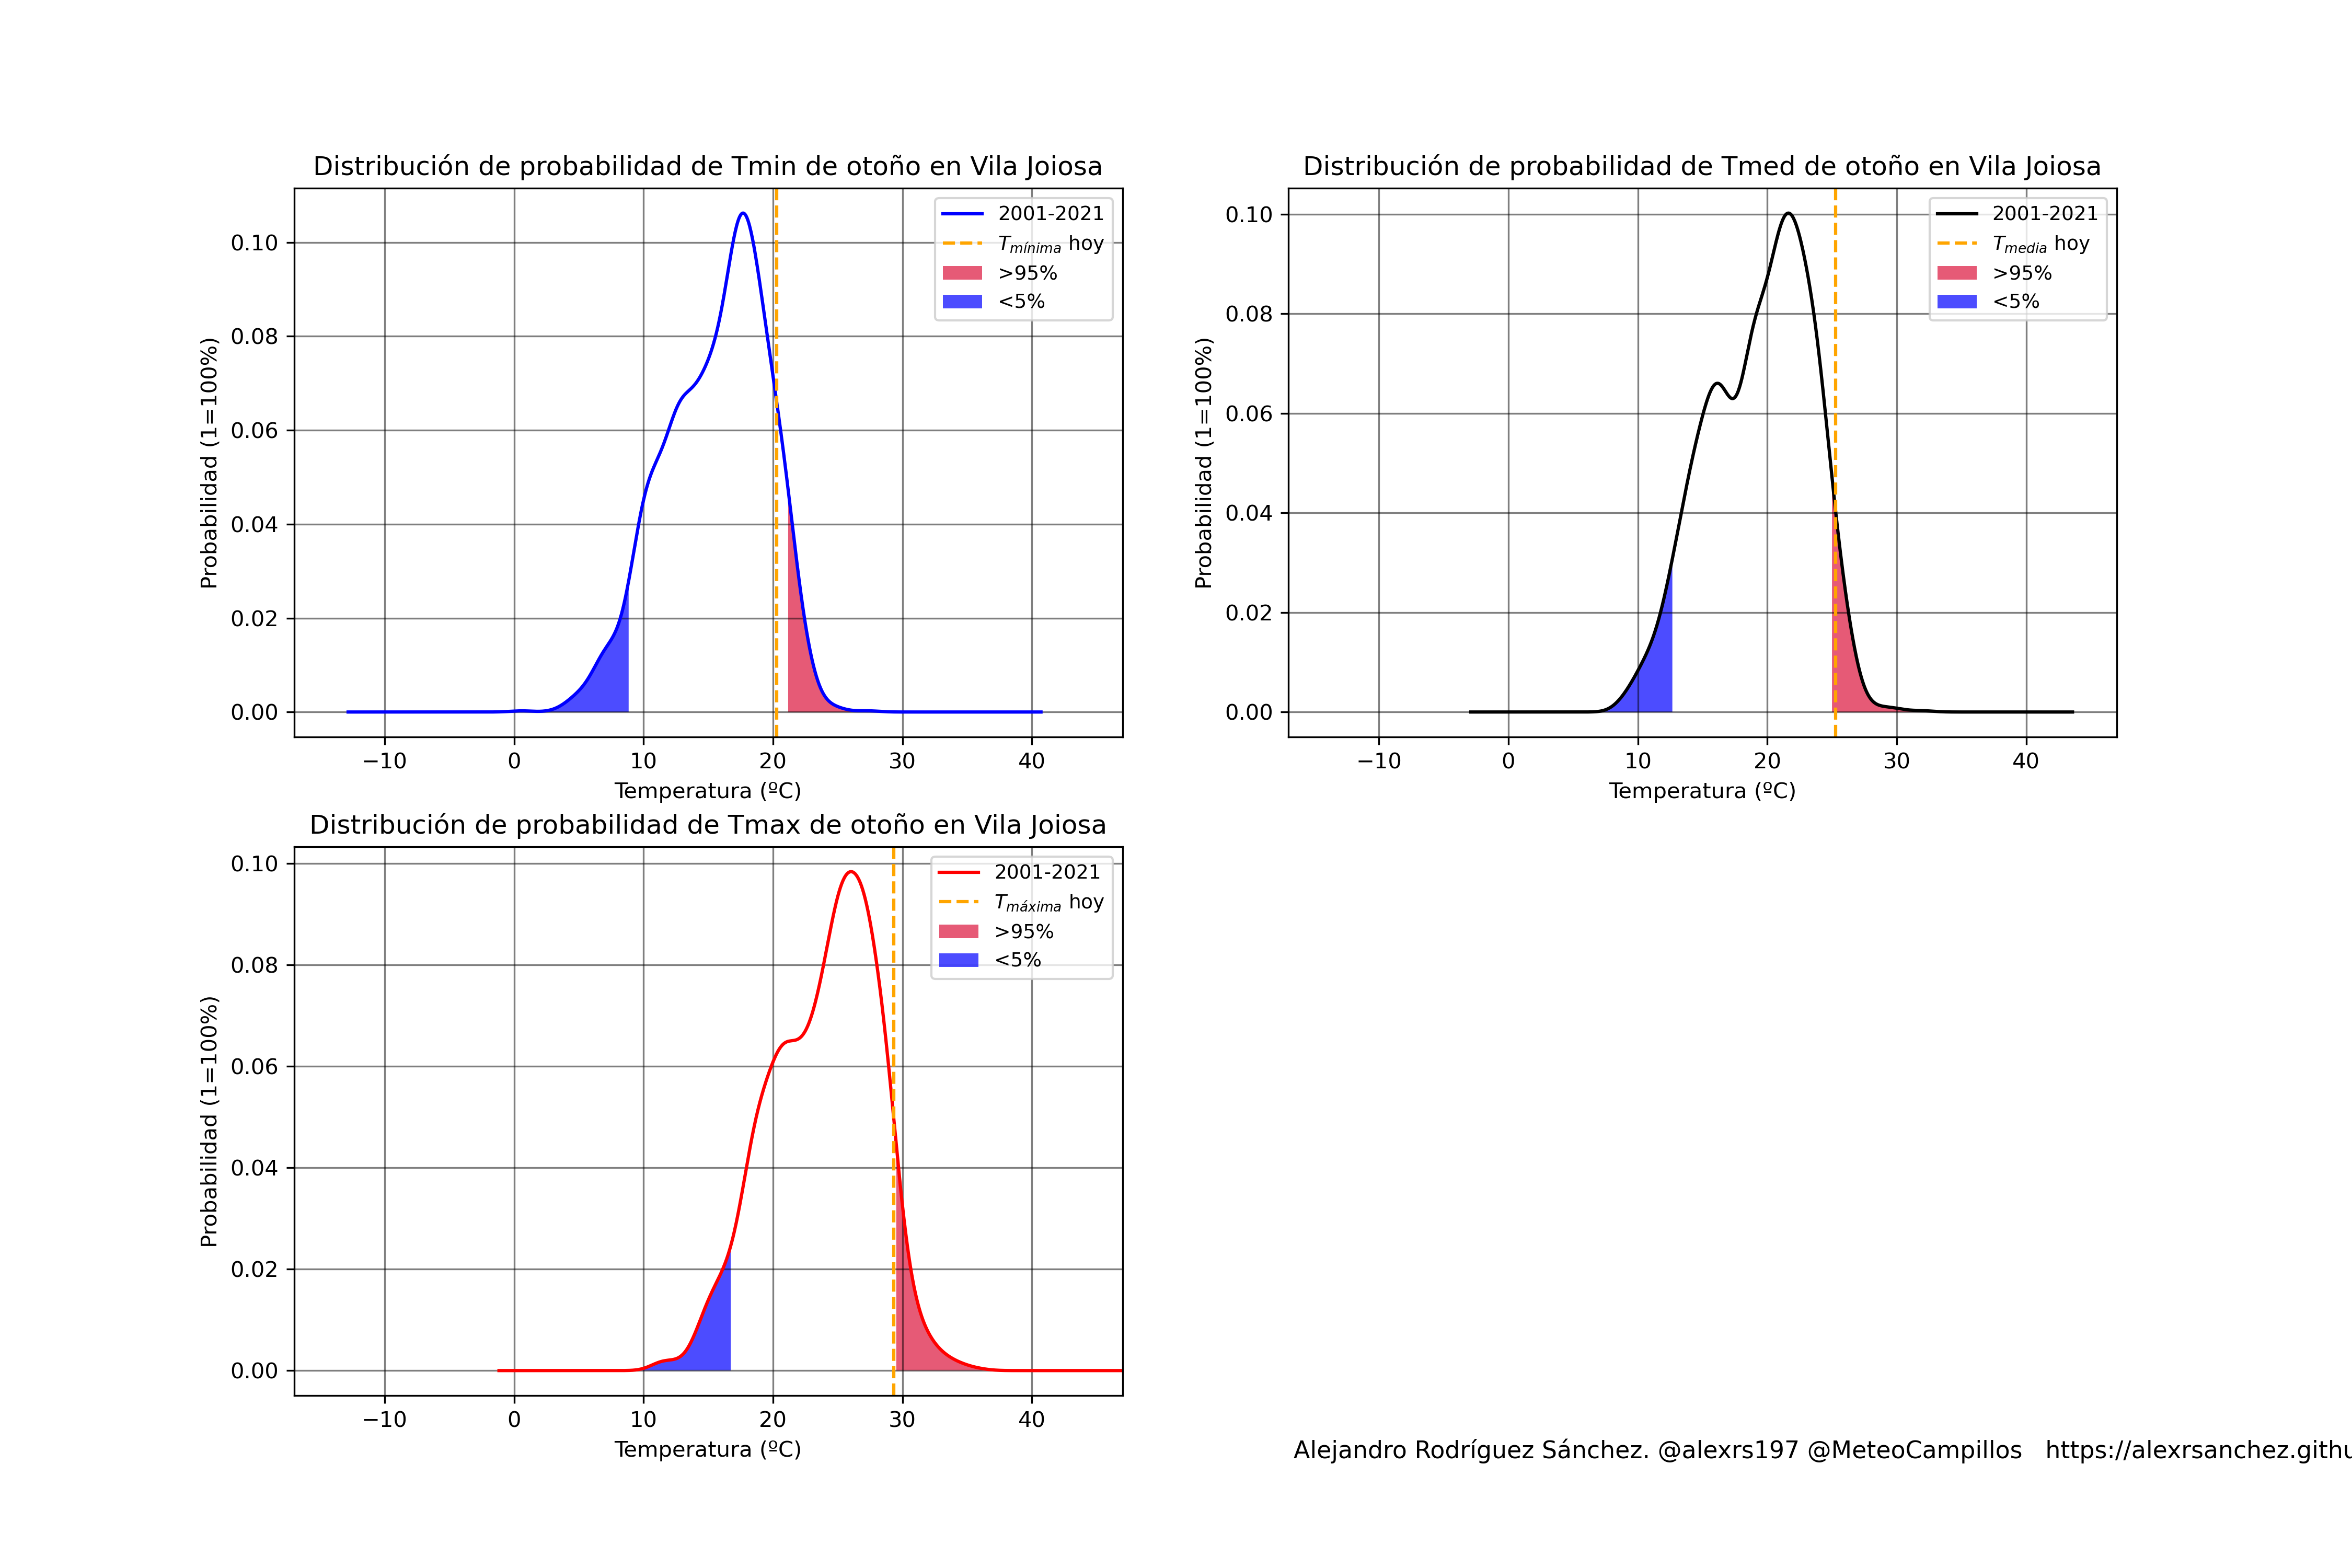 Distribución de probabilidad de Tmin de otoño en Vila Joiosa
Probabilidad (1=100%)
0.10
0.08
0.06
0.04
0.02
0.00
2001-2021
Tmínima hoy
>95%
<5%
−10 0 10 20 30 40
Temperatura (ºC)
Distribución de probabilidad de Tmed de otoño en Vila Joiosa
Probabilidad (1=100%)
0.10
0.08
0.06
0.04
0.02
0.00
2001-2021
Tmedia hoy
>95%
<5%
−10 0 10 20 30 40
Temperatura (ºC)
Distribución de probabilidad de Tmax de otoño en Vila Joiosa
Probabilidad (1=100%)
0.10
0.08
0.06
0.04
0.02
0.00
2001-2021
Tmáxima hoy
>95%
<5%
−10 0 10 20 30 40
Temperatura (ºC)
Alejandro Rodríguez Sánchez. @alexrs197 @MeteoCampillos https://alexrsanchez.githu